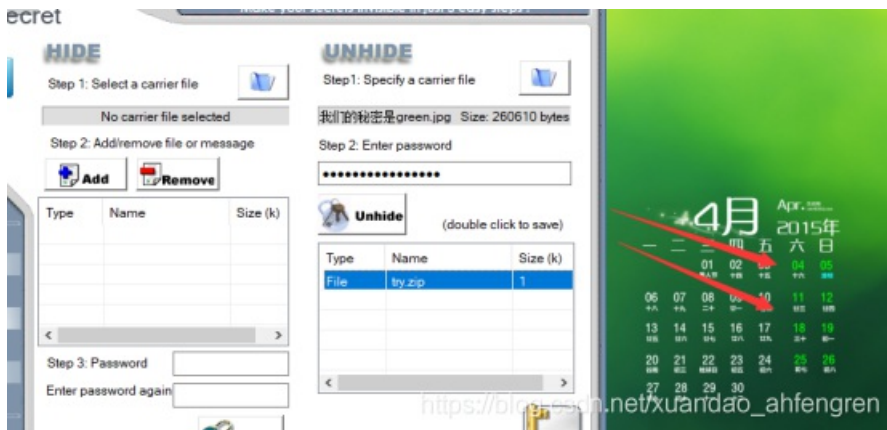 ecret
Make your secrets invisible in just 3 easy steps !
HIDE
Step 1: Select a carrier file
No carrier file selected
Step 2: Add/remove file or message
Add
Remove
Type Name Size (k)
Step 3: Password
Enter password again
UNHIDE
Step1: Specify a carrier file
我们的秘密是green.jpg Size: 260610 bytes
Step 2: Enter password
••••••••••••••••
Unhide
(double click to save)
Type Name Size (k)
File try.zip 1
4月 Apr.
2015年
一 二 三 四 五 六 日
01 02 03 04 05
06 07 08 09 10 11 12
13 14 15 16 17 18 19
20 21 22 23 24 25 26
27 28 29 30
https://blog.csdn.net/xuandao_ahfengren